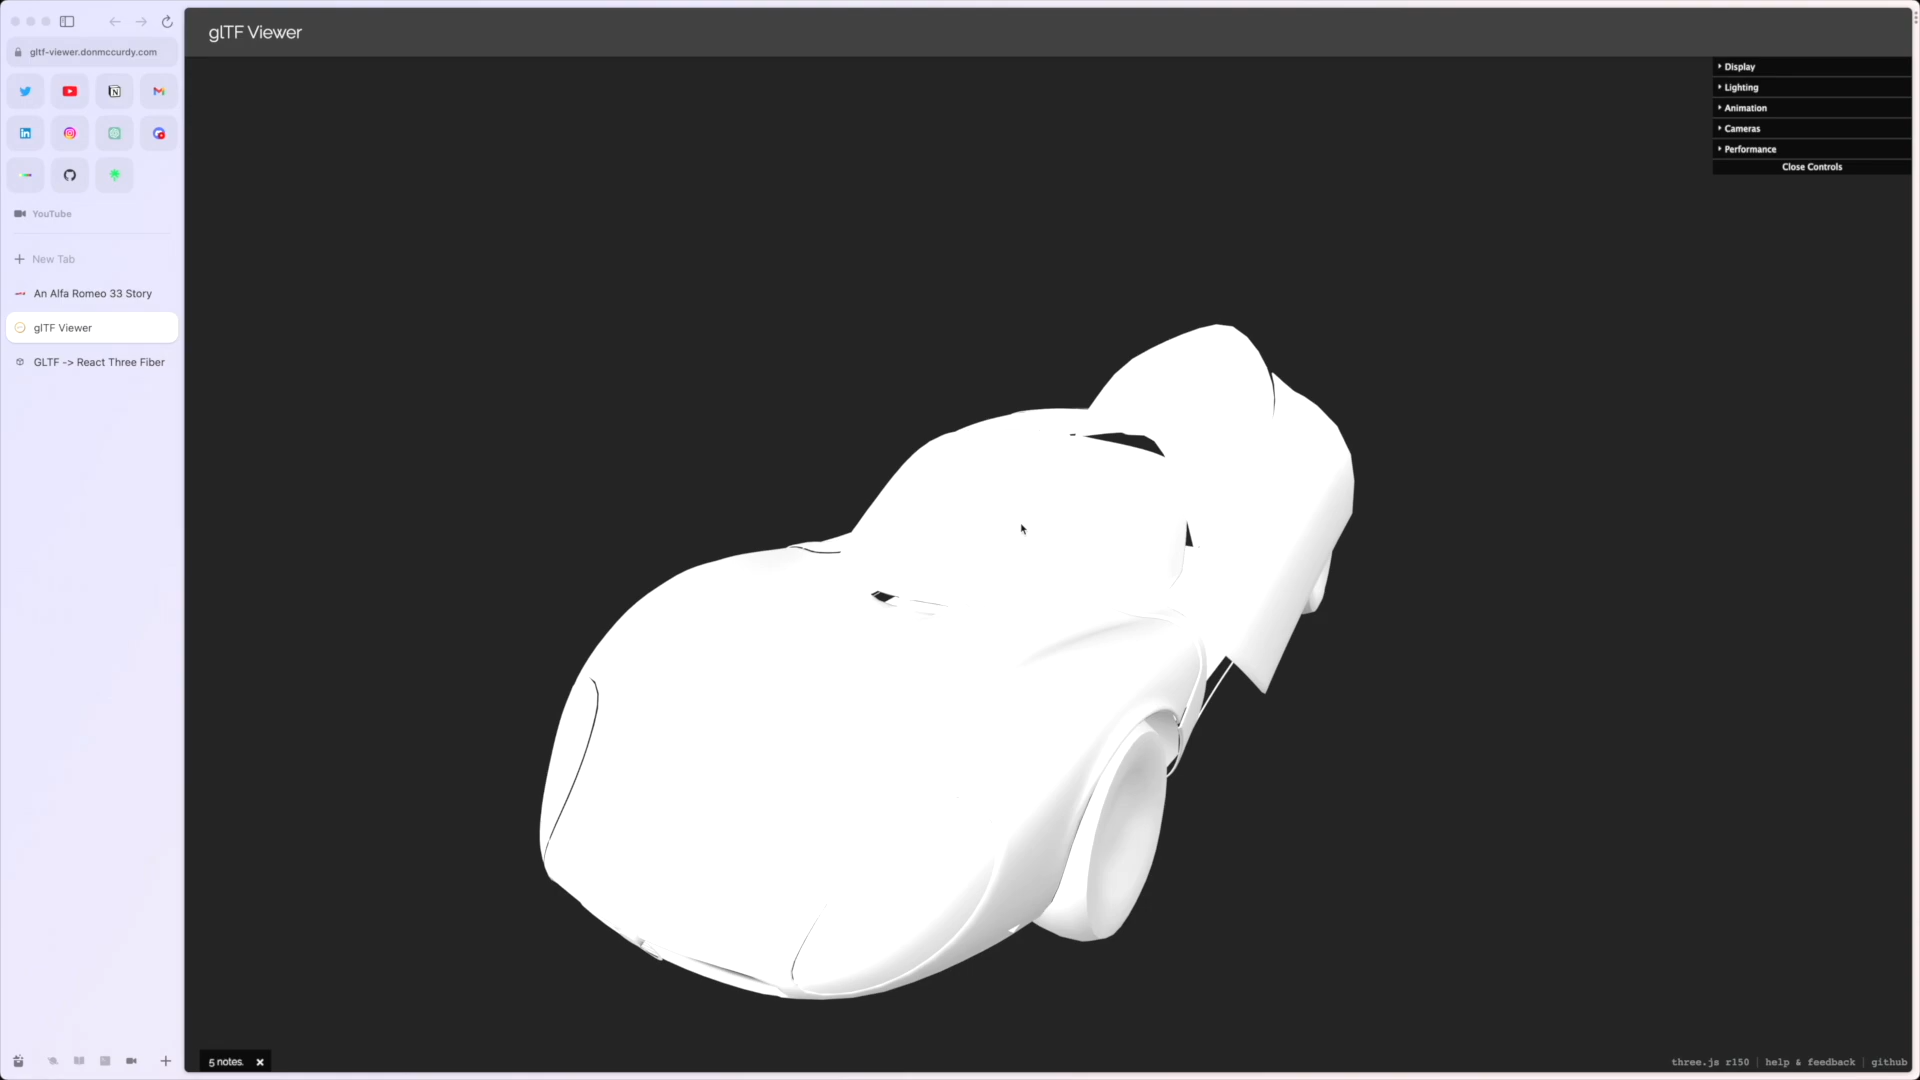 gltf-viewer.donmccurdy.com
YouTube
New Tab
An Alfa Romeo 33 Story
glTF Viewer
GLTF -> React Three Fiber
glTF Viewer
Display
Lighting
Animation
Cameras
Performance
Close Controls
5 notes. ×
three.js r150 | help & feedback | github